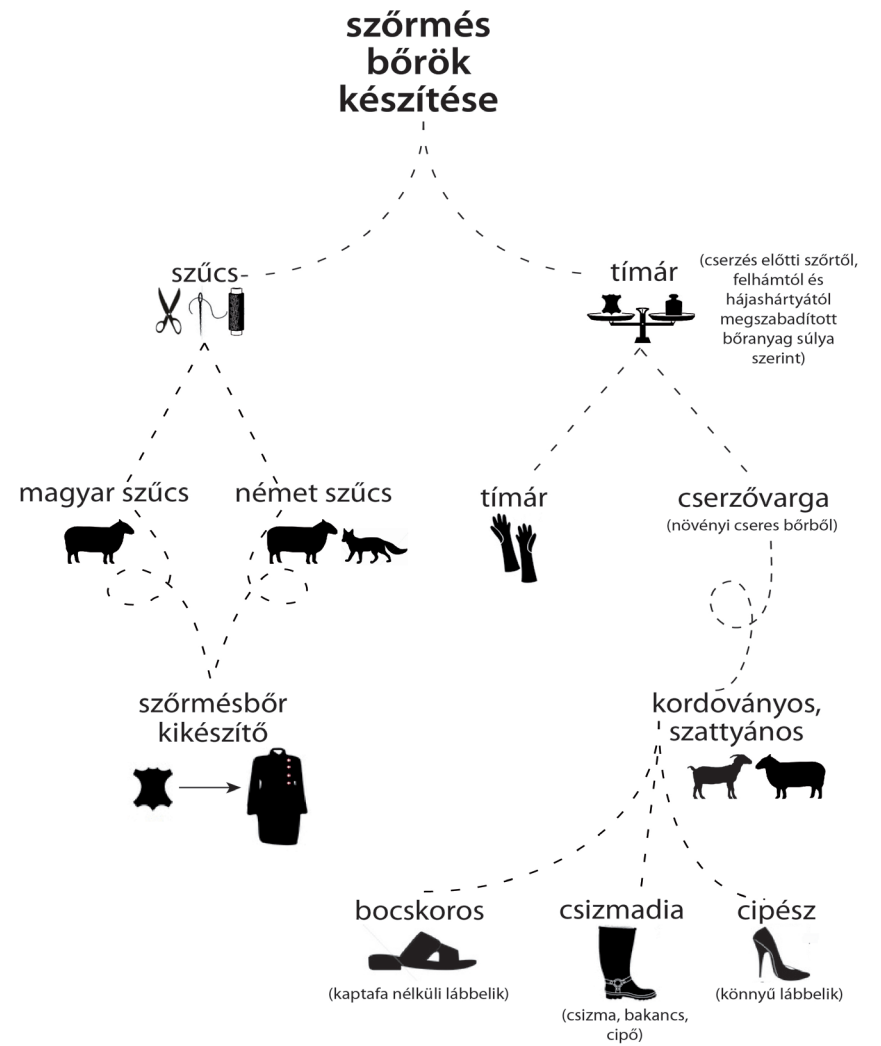 szőrmés
bőrök
készítése
szűcs
tímár
(cserzés előtti szőrtől,
felhámtól és
hájashártyától
megszabadított
bőranyag súlya
szerint)
magyar szűcs
német szűcs
tímár
cserzővarga
(növényi cseres bőrből)
szőrmésbőr
kikészítő
kordoványos,
szattyános
bocskoros
(kaptafa nélküli lábbelik)
csizmadia
(csizma, bakancs,
cipő)
cipész
(könnyű lábbelik)